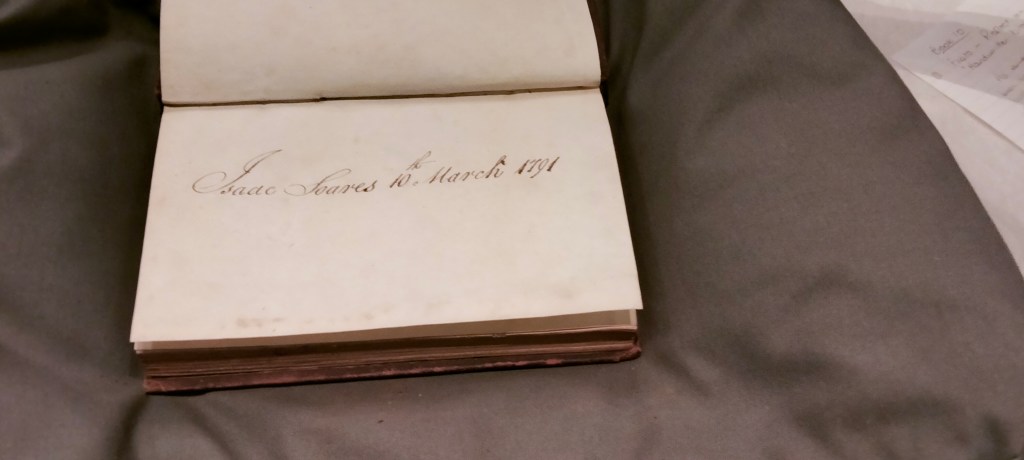 Isaac Soares 10th March 1791